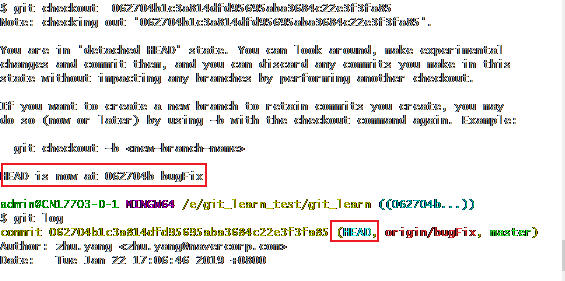 $ git checkout  062704b1c3a814dfd95695aba3684c22e3f3fa85
Note: checking out '062704b1c3a814dfd95695aba3684c22e3f3fa85'.
You are in 'detached HEAD' state. You can look around, make experimental
changes and commit them, and you can discard any commits you make in this
state without impacting any branches by performing another checkout.
If you want to create a new branch to retain commits you create, you may
do so (now or later) by using -b with the checkout command again. Example:
git checkout -b <new-branch-name>
HEAD is now at 062704b bugFix
admin@CN17703-D-1 MINGW64 /e/git_learn_test/git_learn ((062704b...))
$ git log
commit 062704b1c3a814dfd95695aba3684c22e3f3fa85 (HEAD, origin/bugFix, master)
Author: zhu.yang <zhu.yang@navercorp.com>
Date:   Tue Jan 22 17:06:46 2019 +0800